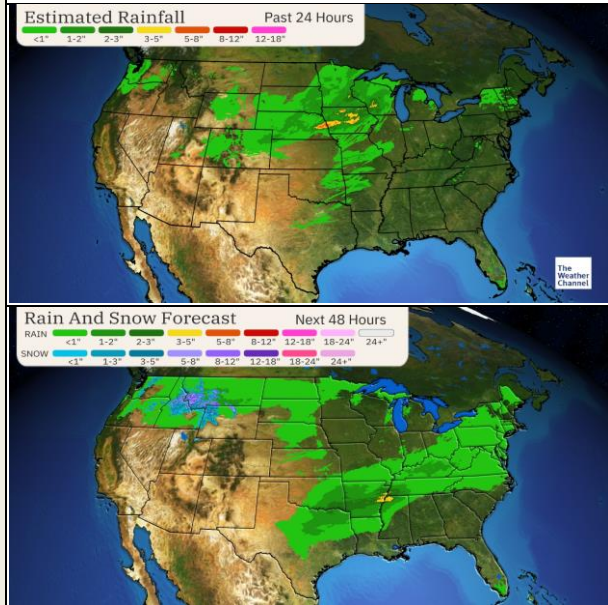 Estimated Rainfall Past 24 Hours
<1" 1-2" 2-3" 3-5" 5-8" 8-12" 12-18"
The
Weather
Channel
Rain And Snow Forecast Next 48 Hours
RAIN
<1" 1-2" 2-3" 3-5" 5-8" 8-12" 12-18" 18-24" 24+"
SNOW
<1" 1-3" 3-5" 5-8" 8-12" 12-18" 18-24" 24+"